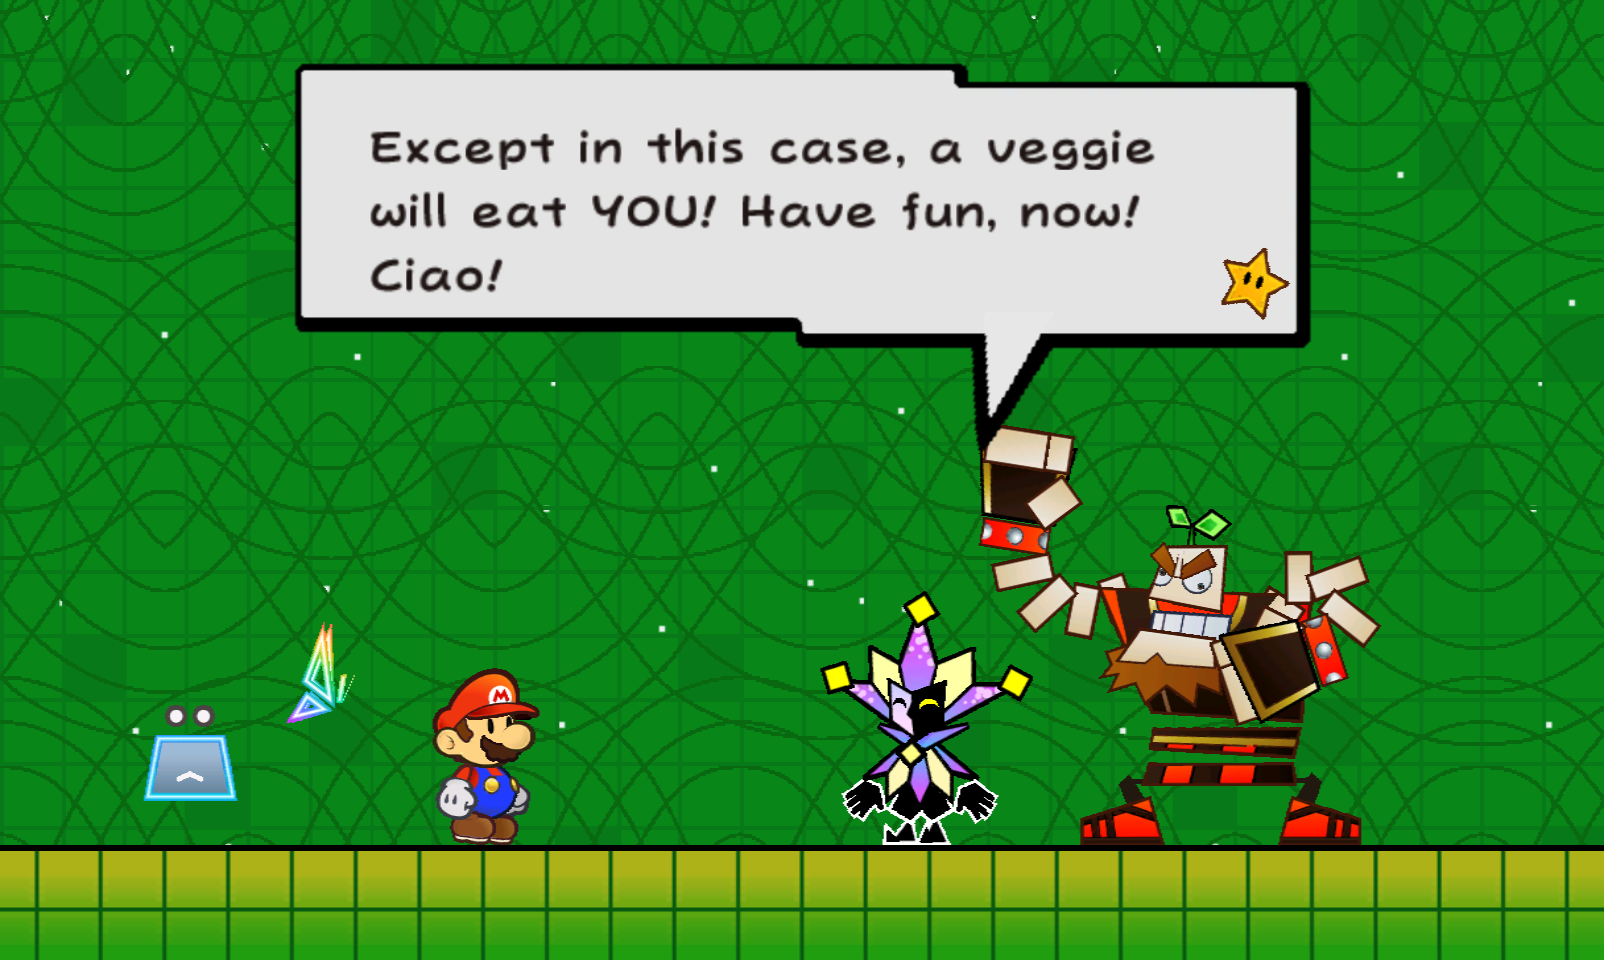 Except in this case, a veggie
will eat YOU! Have fun, now!
Ciao!
M